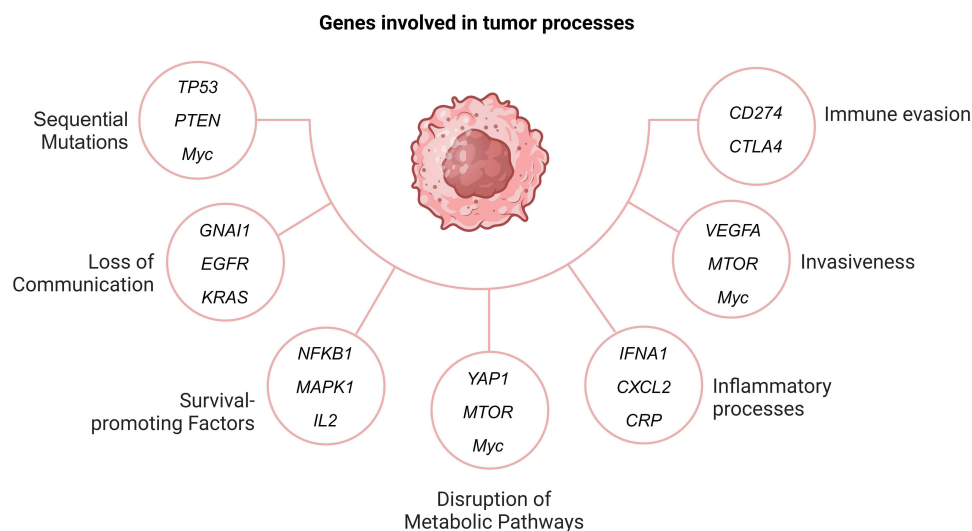 Genes involved in tumor processes
Sequential
Mutations
TP53
PTEN
Myc
Loss of
Communication
GNAI1
EGFR
KRAS
Survival-
promoting Factors
NFKB1
MAPK1
IL2
YAP1
MTOR
Myc
Disruption of
Metabolic Pathways
IFNA1
CXCL2
CRP
Inflammatory
processes
VEGFA
MTOR
Myc
Invasiveness
CD274
CTLA4
Immune evasion